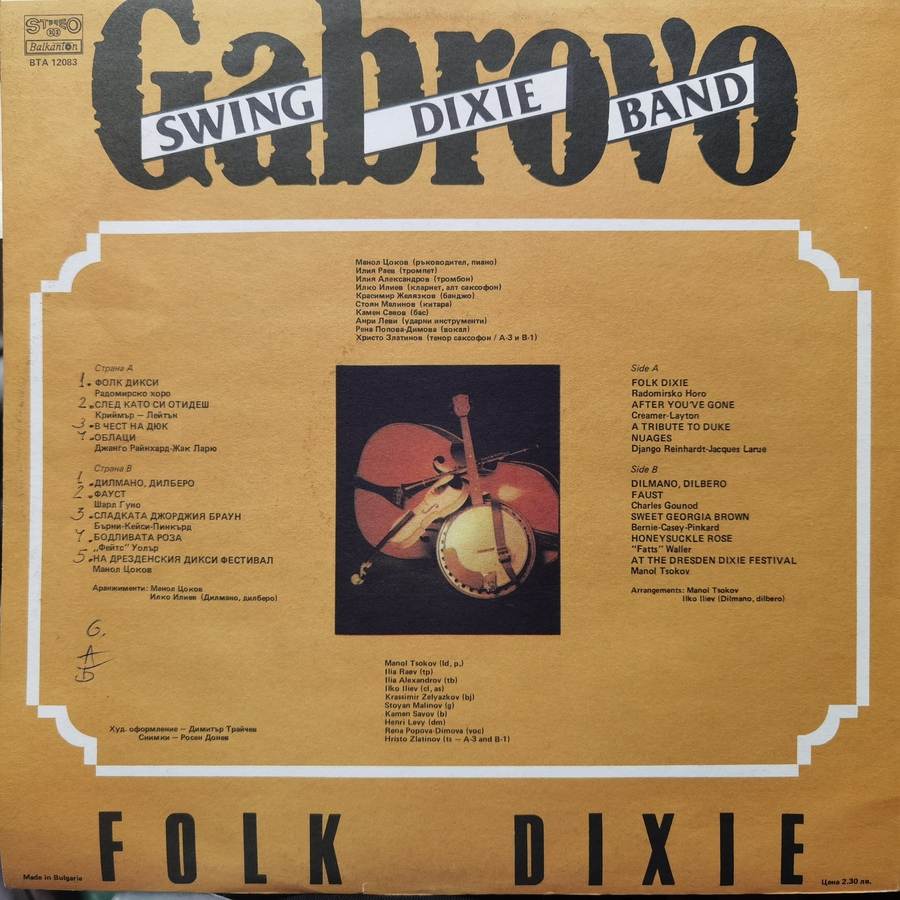 STEREO
Balkanton
BTA 12083
Gabrovo
SWING DIXIE BAND
Манол Цоков (ръководител, пиано)
Илия Раев (тромпет)
Илия Александров (тромбон)
Илко Илиев (кларнет, алт саксофон)
Красимир Желязков (банджо)
Стоян Малинов (китара)
Камен Савов (бас)
Анри Леви (ударни инструменти)
Рена Попова-Димова (вокал)
Христо Златинов (тенор саксофон / А-3 и В-1)
Страна А
1. ФОЛК ДИКСИ
Радомирско хоро
2. СЛЕД КАТО СИ ОТИДЕШ
Криймър – Лейтън
3. В ЧЕСТ НА ДЮК
4. ОБЛАЦИ
Джанго Райнхард-Жак Ларю
Страна В
1. ДИЛМАНО, ДИЛБЕРО
2. ФАУСТ
Шарл Гуно
3. СЛАДКАТА ДЖОРДЖИЯ БРАУН
Бърни-Кейси-Пинкърд
4. БОДЛИВАТА РОЗА
„Фейтс" Уолър
5. НА ДРЕЗДЕНСКИЯ ДИКСИ ФЕСТИВАЛ
Манол Цоков
Аранжименти: Манол Цоков
Илко Илиев (Дилмано, дилберо)
Side A
FOLK DIXIE
Radomirsko Horo
AFTER YOU'VE GONE
Creamer-Layton
A TRIBUTE TO DUKE
NUAGES
Django Reinhardt-Jacques Larue
Side B
DILMANO, DILBERO
FAUST
Charles Gounod
SWEET GEORGIA BROWN
Bernie-Casey-Pinkard
HONEYSUCKLE ROSE
"Fatts" Waller
AT THE DRESDEN DIXIE FESTIVAL
Manol Tsokov
Arrangements: Manol Tsokov
Ilko Iliev (Dilmano, dilbero)
6.
А
Б
Manol Tsokov (ld, p,)
Ilia Raev (tp)
Ilia Alexandrov (tb)
Ilko Iliev (cl, as)
Krassimir Zelyazkov (bj)
Stoyan Malinov (g)
Kamen Savov (b)
Henri Levy (dm)
Rena Popova-Dimova (voc)
Hristo Zlatinov (ts – A-3 and B-1)
Худ. оформление – Димитър Трайчев
Снимки – Росен Донев
FOLK DIXIE
Made in Bulgaria
Цена 2.30 лв.